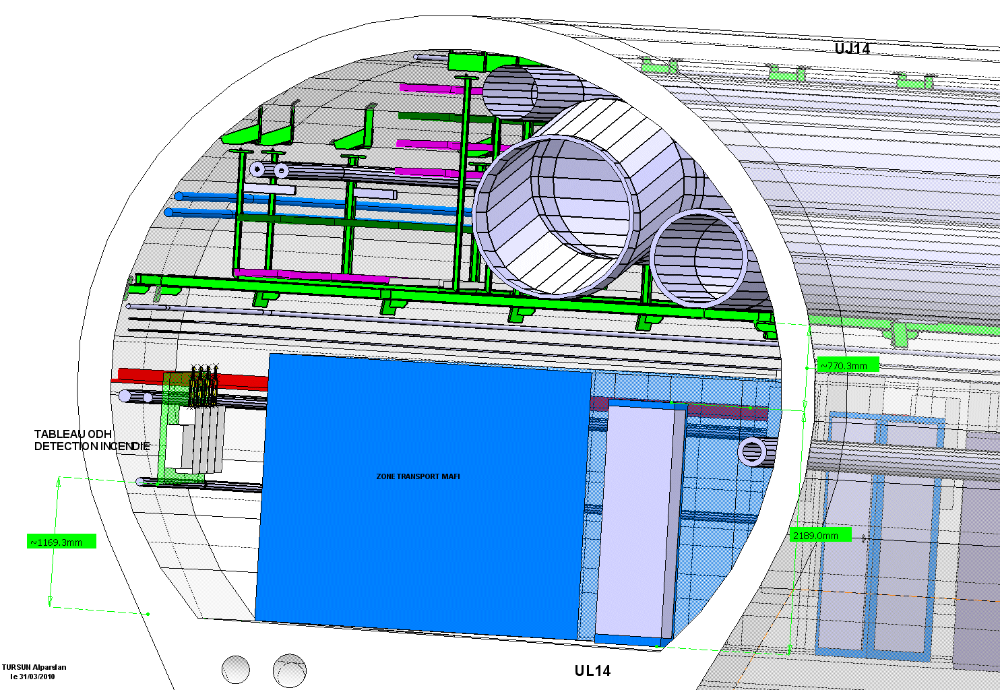 UJ14
~770.3mm
TABLEAU ODH
DETECTION INCENDIE
ZONE TRANSPORT MAFI
~1169.3mm
2189.0mm
TURSUN Alparslan
le 31/03/2010
UL14